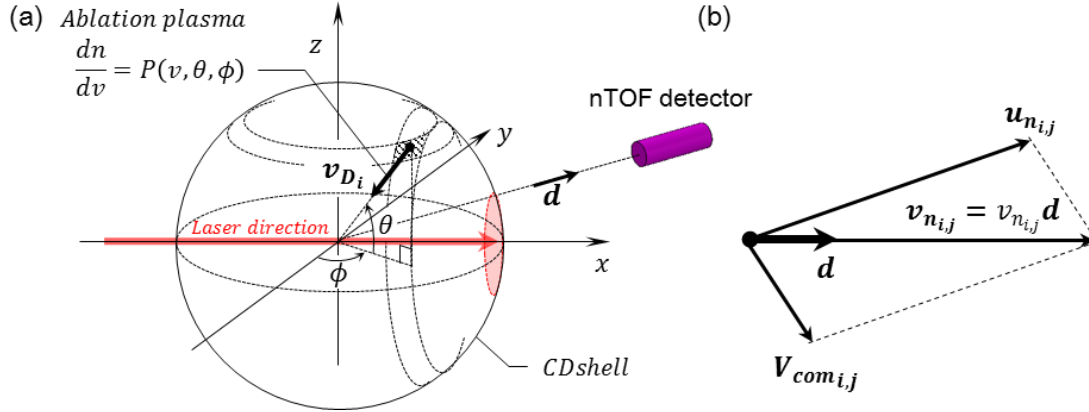 (a) Ablation plasma
dn/dv = P(v, θ, ϕ)
z
nTOF detector
y
v_{D_i}
d
Laser direction
θ
x
ϕ
CDshell
(b)
u_{n_{i,j}}
v_{n_{i,j}} = v_{n_{i,j}} d
d
V_{com_{i,j}}